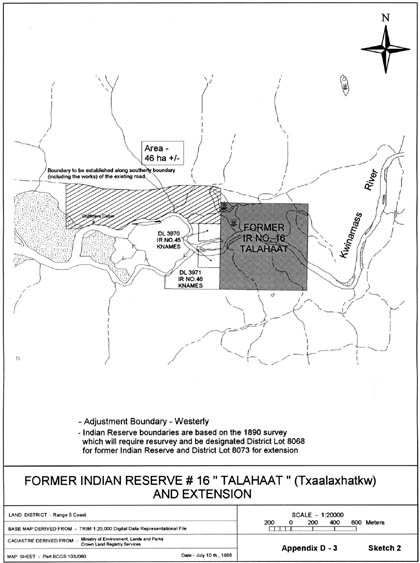 N
Area -
46 ha +/-
Boundary to be established along southerly boundary
(including the works) of the existing road
DL 3970
IR NO.45
KNAMES
FORMER
IR NO. 16
TALAHAAT
Kwinamass River
DL 3971
IR NO.46
KNAMES
- Adjustment Boundary - Westerly
- Indian Reserve boundaries are based on the 1890 survey
which will require resurvey and be designated District Lot 8068
for former Indian Reserve and District Lot 8073 for extension
FORMER INDIAN RESERVE # 16 " TALAHAAT " (Txaalaxhatkw)
AND EXTENSION
LAND DISTRICT - Range 5 Coast
BASE MAP DERIVED FROM - TRIM 1:20,000 Digital Data Representational File
CADASTRE DERIVED FROM - Ministry of Environment, Lands and Parks
Crown Land Registry Services
MAP SHEET - Part BCGS 103J080
Date - July 10 th., 1998
SCALE - 1:20000
200 0 200 400 600 Meters
Appendix D - 3 Sketch 2